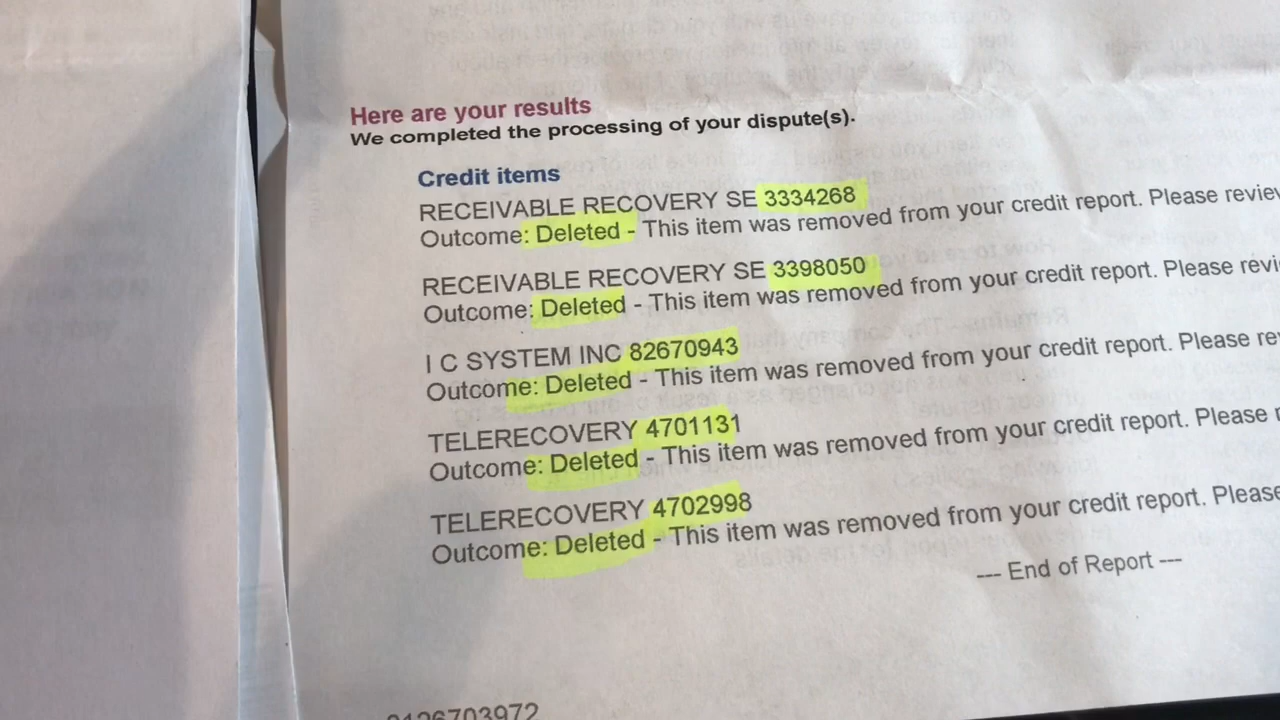 Here are your results
We completed the processing of your dispute(s).
Credit items
RECEIVABLE RECOVERY SE 3334268
Outcome: Deleted - This item was removed from your credit report. Please review
RECEIVABLE RECOVERY SE 3398050
Outcome: Deleted - This item was removed from your credit report. Please revi
I C SYSTEM INC 82670943
Outcome: Deleted - This item was removed from your credit report. Please re
TELERECOVERY 4701131
Outcome: Deleted - This item was removed from your credit report. Please r
TELERECOVERY 4702998
Outcome: Deleted - This item was removed from your credit report. Please
--- End of Report ---